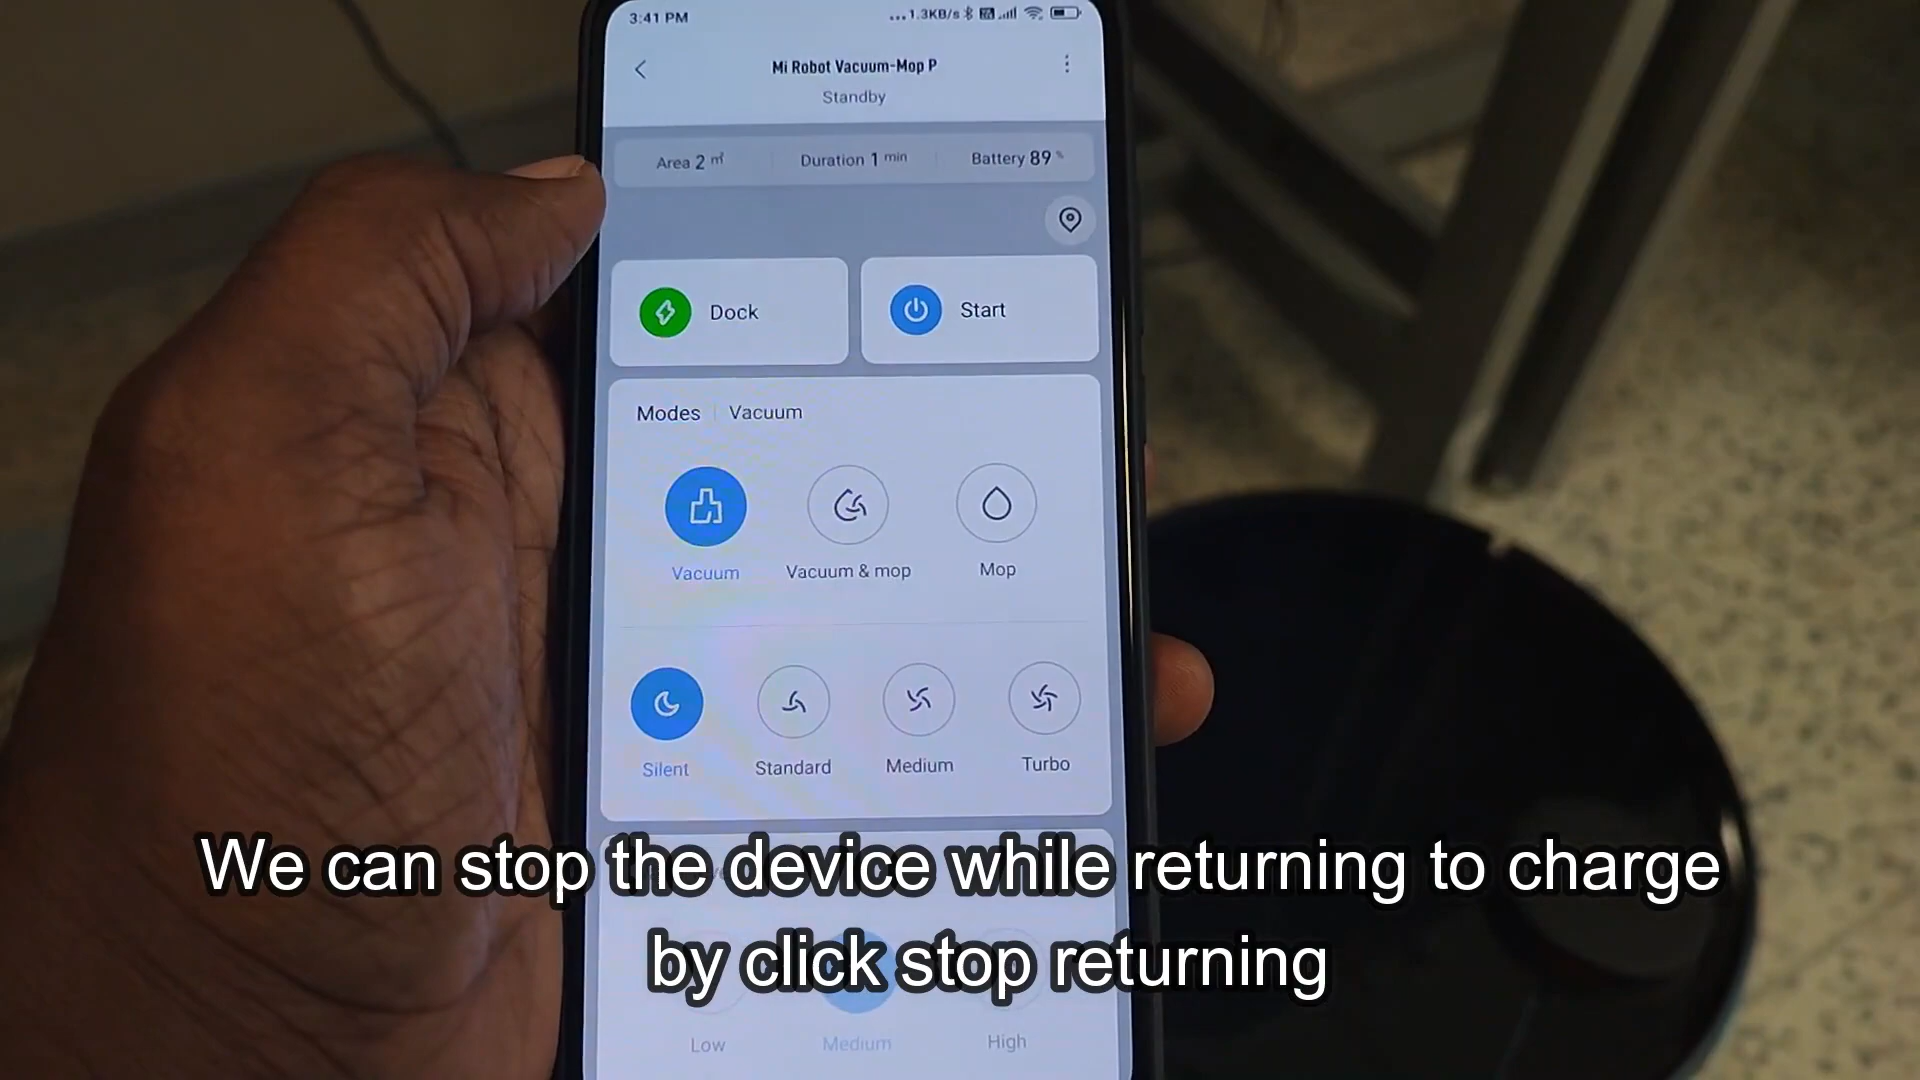 3:41 PM
...1.3KB/s
Mi Robot Vacuum-Mop P
Standby
Area 2 ㎡ Duration 1 min Battery 89 %
Dock Start
Modes Vacuum
Vacuum Vacuum & mop Mop
Silent Standard Medium Turbo
We can stop the device while returning to charge
by click stop returning
Low Medium High